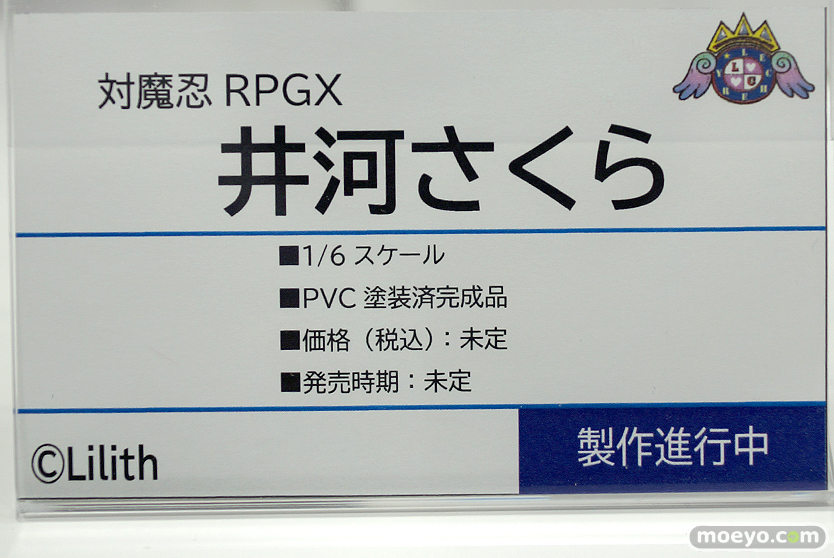 対魔忍 RPGX
井河さくら
■1/6 スケール
■PVC 塗装済完成品
■価格（税込）：未定
■発売時期：未定
©Lilith
製作進行中
moeyo.com